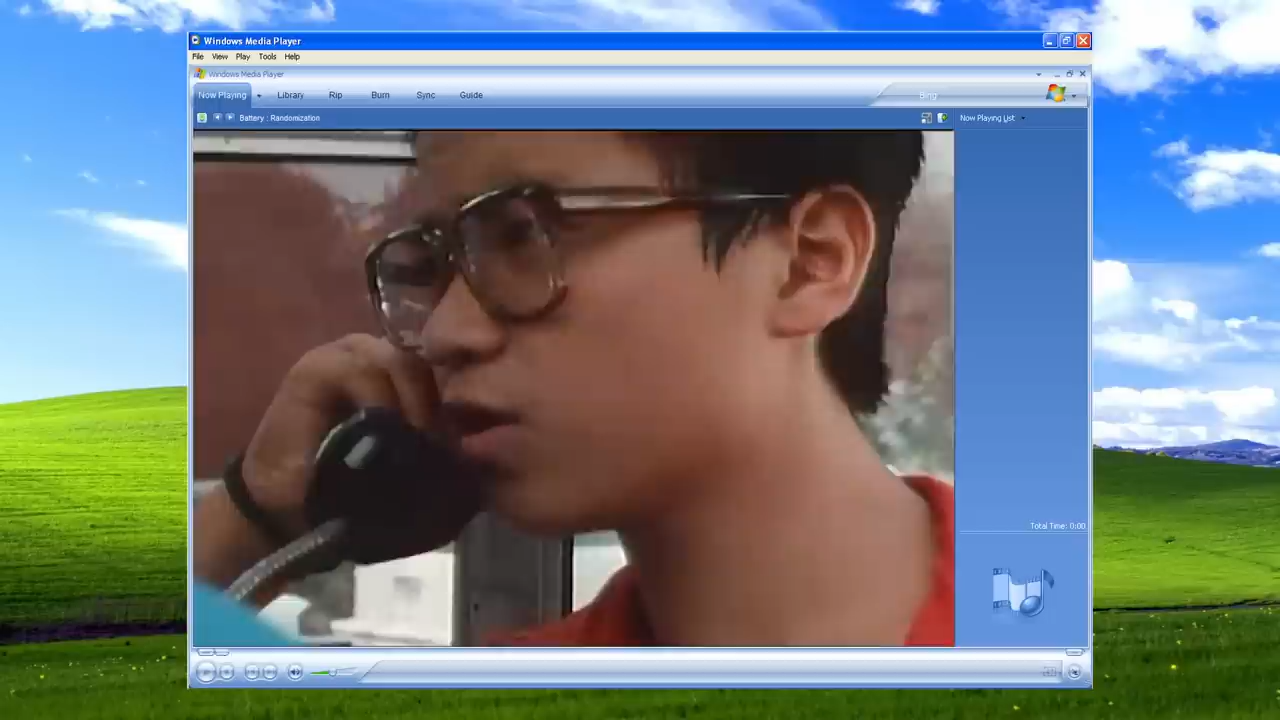 Windows Media Player
File View Play Tools Help
Windows Media Player
Now Playing Library Rip Burn Sync Guide Bing
Battery : Randomization Now Playing List
Total Time: 0:00